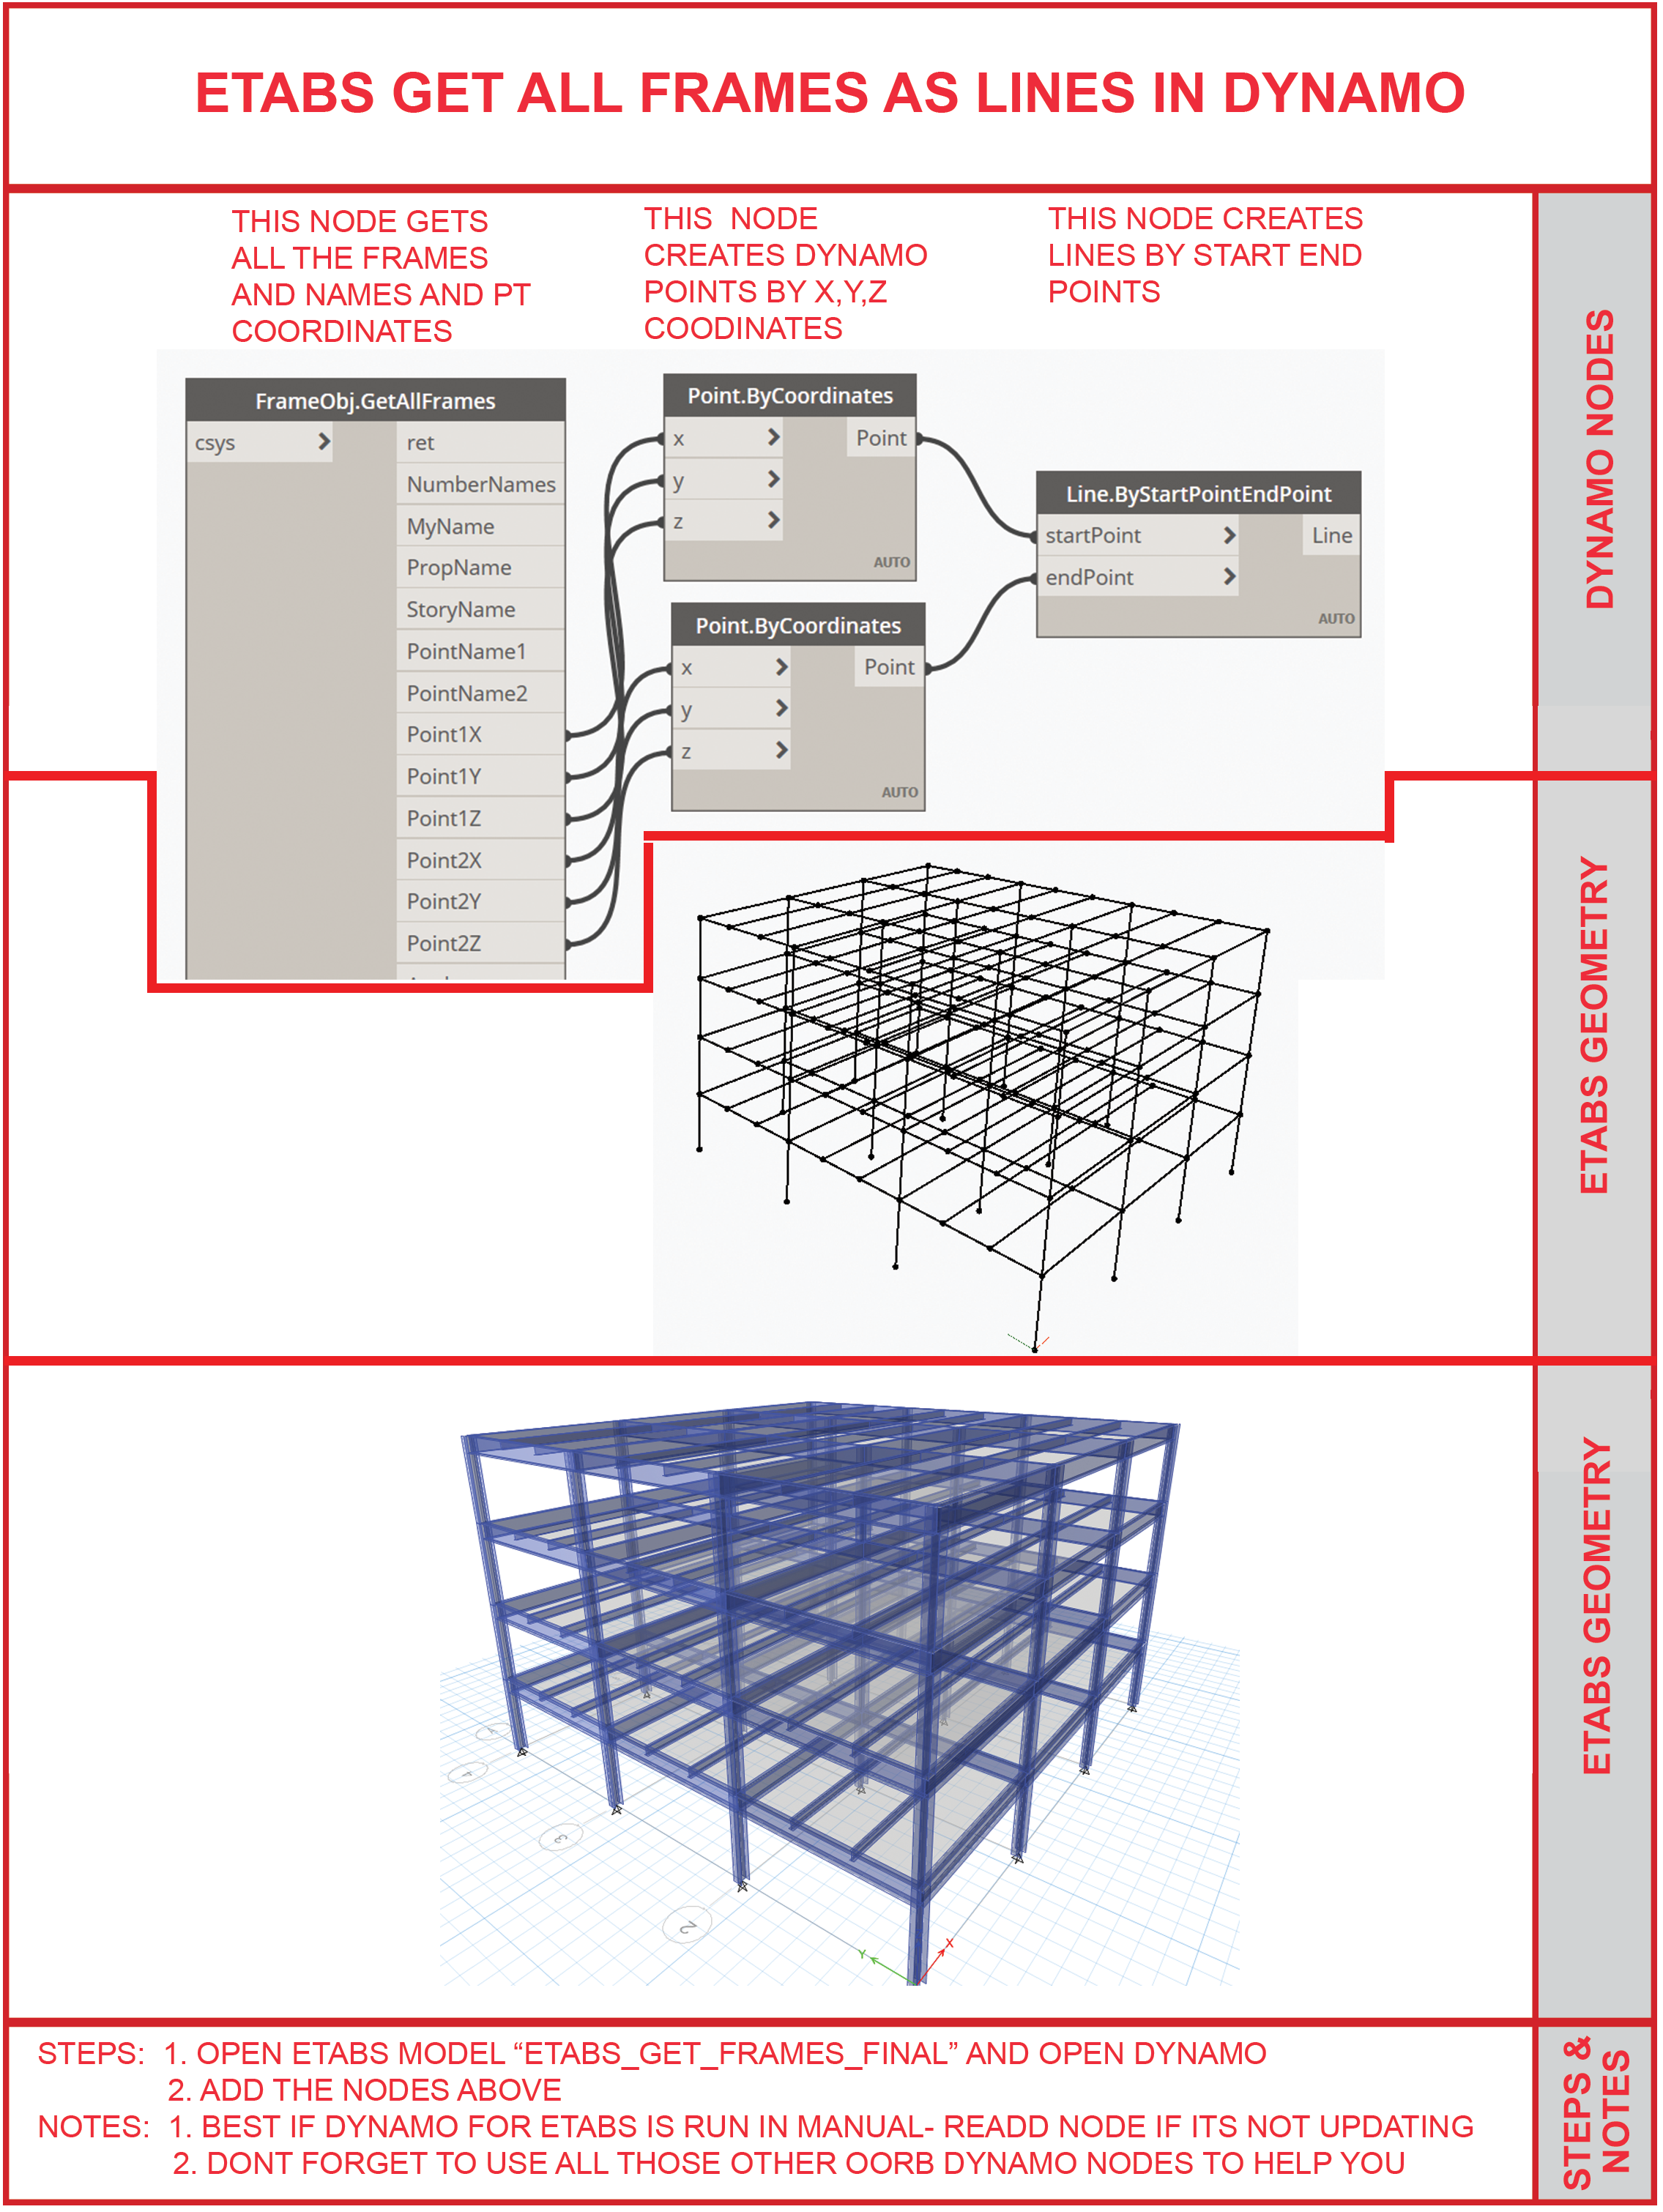 ETABS GET ALL FRAMES AS LINES IN DYNAMO
THIS NODE GETS
ALL THE FRAMES
AND NAMES AND PT
COORDINATES
THIS NODE
CREATES DYNAMO
POINTS BY X,Y,Z
COODINATES
THIS NODE CREATES
LINES BY START END
POINTS
DYNAMO NODES
FrameObj.GetAllFrames
csys
ret
NumberNames
MyName
PropName
StoryName
PointName1
PointName2
Point1X
Point1Y
Point1Z
Point2X
Point2Y
Point2Z
Point.ByCoordinates
x
Point
y
z
AUTO
Point.ByCoordinates
x
Point
y
z
AUTO
Line.ByStartPointEndPoint
startPoint
Line
endPoint
AUTO
ETABS GEOMETRY
ETABS GEOMETRY
3
2
Y
X
STEPS: 1. OPEN ETABS MODEL “ETABS_GET_FRAMES_FINAL” AND OPEN DYNAMO
2. ADD THE NODES ABOVE
NOTES: 1. BEST IF DYNAMO FOR ETABS IS RUN IN MANUAL- READD NODE IF ITS NOT UPDATING
2. DONT FORGET TO USE ALL THOSE OTHER OORB DYNAMO NODES TO HELP YOU
STEPS &
NOTES